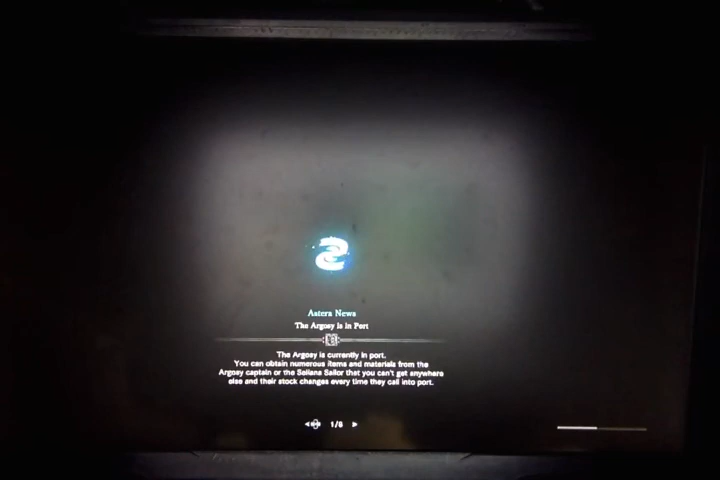 Astera News
The Argosy is in Port
The Argosy is currently in port.
You can obtain numerous items and materials from the
Argosy captain or the Seliana Sailor that you can't get anywhere
else and their stock changes every time they call into port.
1/8